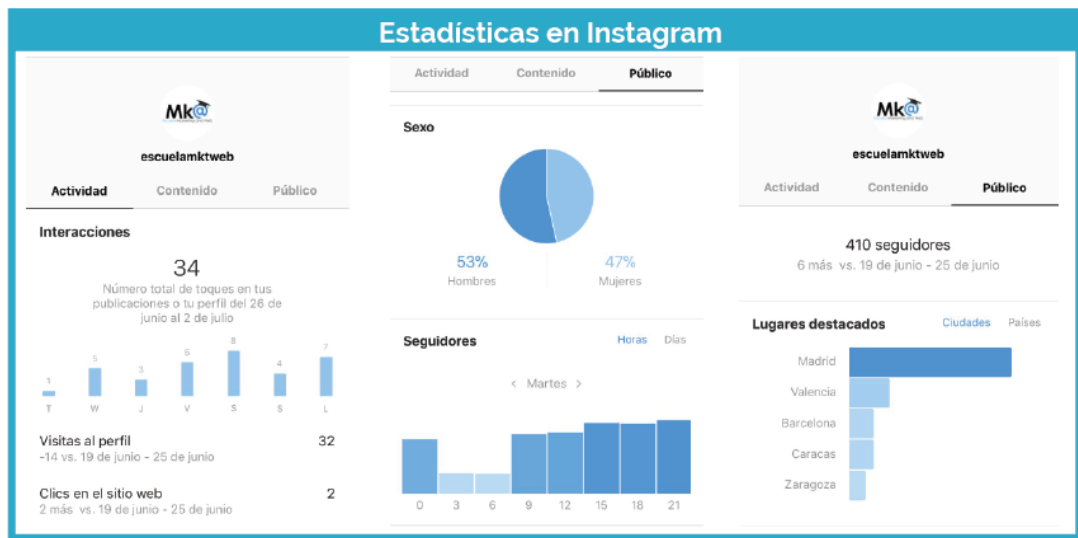 Estadísticas en Instagram
Mk@
escuelamktweb
Actividad Contenido Público
Interacciones
34
Número total de toques en tus
publicaciones o tu perfil del 26 de
junio al 2 de julio
1 5 3 6 8 4 7
T W J V S S L
Visitas al perfil 32
-14 vs. 19 de junio - 25 de junio
Clics en el sitio web 2
2 más vs. 19 de junio - 25 de junio
Actividad Contenido Público
Sexo
53% 47%
Hombres Mujeres
Seguidores Horas Días
< Martes >
0 3 6 9 12 15 18 21
Mk@
escuelamktweb
Actividad Contenido Público
410 seguidores
6 más vs. 19 de junio - 25 de junio
Lugares destacados Ciudades Países
Madrid
Valencia
Barcelona
Caracas
Zaragoza